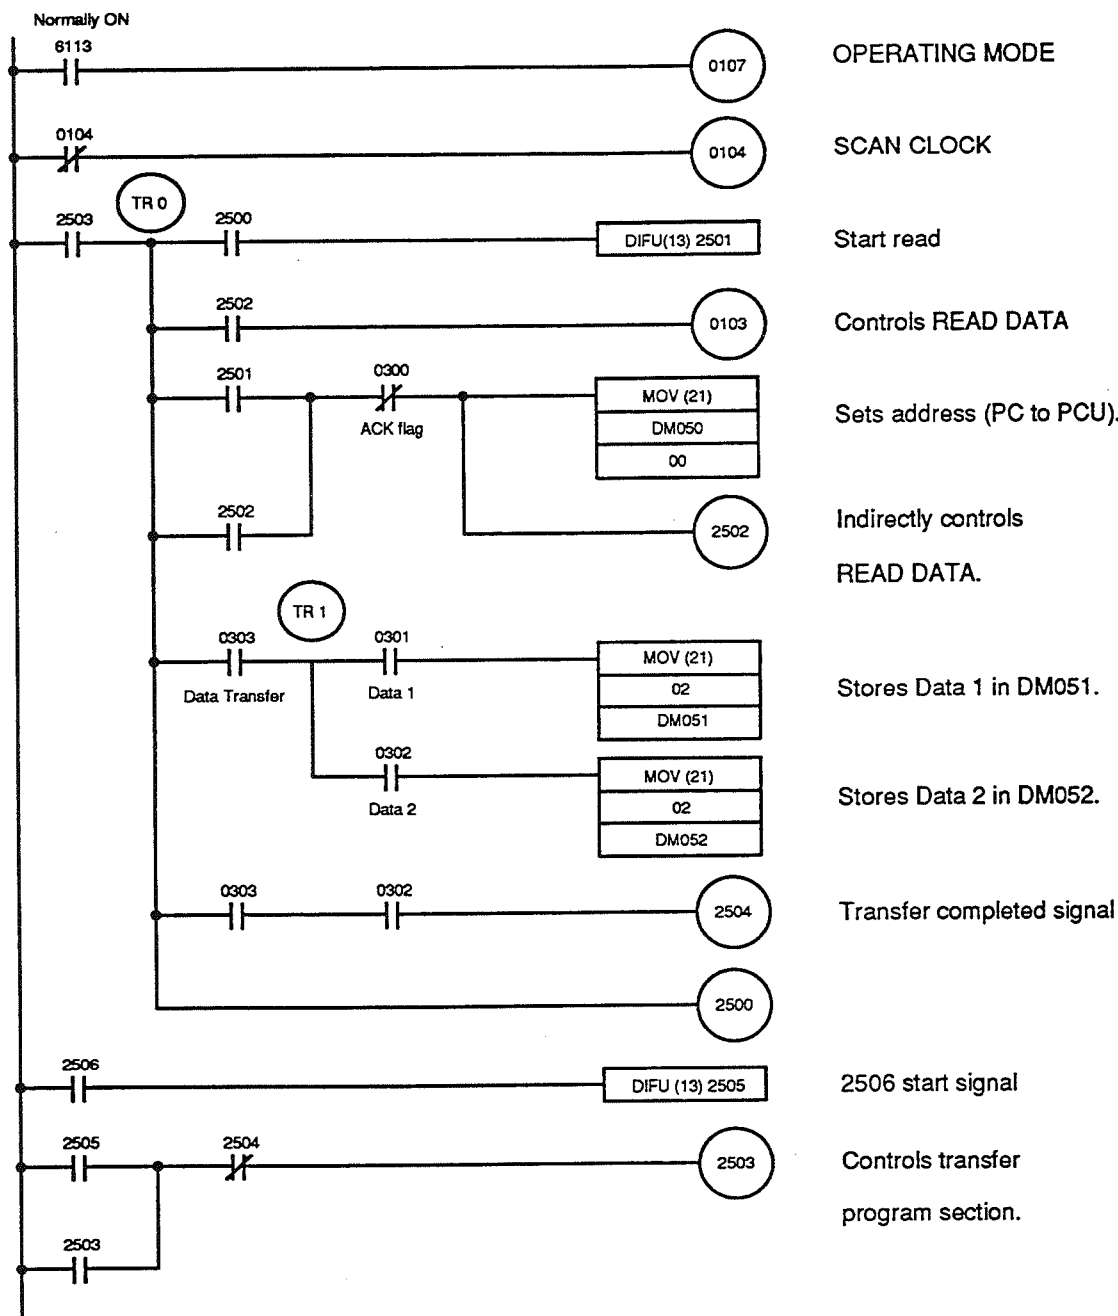 Normally ON
6113
0107
OPERATING MODE
0104
0104
SCAN CLOCK
TR 0
2503
2500
DIFU(13) 2501
Start read
2502
0103
Controls READ DATA
2501
0300
ACK flag
MOV (21)
DM050
00
Sets address (PC to PCU).
2502
2502
Indirectly controls
READ DATA.
TR 1
0303
Data Transfer
0301
Data 1
MOV (21)
02
DM051
Stores Data 1 in DM051.
0302
Data 2
MOV (21)
02
DM052
Stores Data 2 in DM052.
0303
0302
2504
Transfer completed signal
2500
2506
DIFU (13) 2505
2506 start signal
2505
2504
2503
Controls transfer
program section.
2503